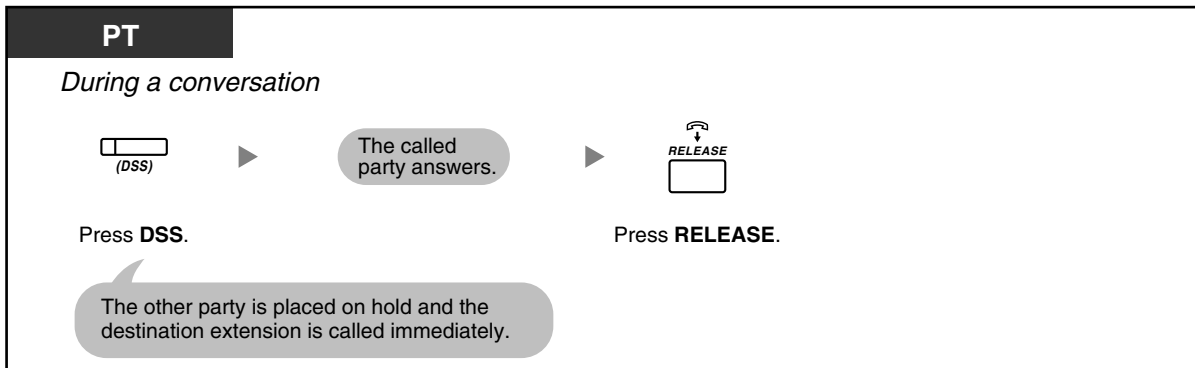 PT
During a conversation
(DSS)
The called
party answers.
RELEASE
Press DSS.
Press RELEASE.
The other party is placed on hold and the
destination extension is called immediately.